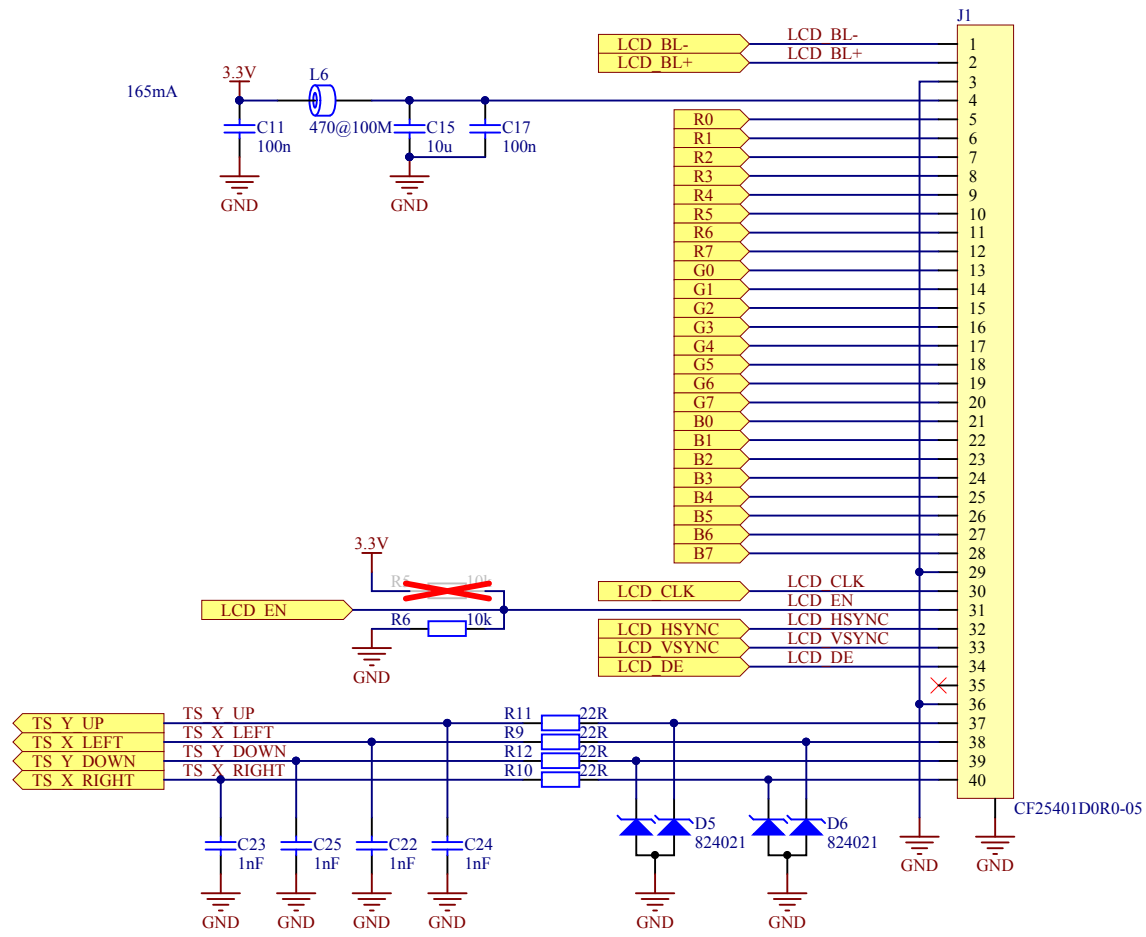 J1
LCD_BL- LCD_BL- 1
LCD_BL+ LCD_BL+ 2
3
3.3V L6
165mA
4
C11 470@100M C15 C17
100n 10u 100n
GND GND
R0 5
R1 6
R2 7
R3 8
R4 9
R5 10
R6 11
R7 12
G0 13
G1 14
G2 15
G3 16
G4 17
G5 18
G6 19
G7 20
B0 21
B1 22
B2 23
B3 24
B4 25
B5 26
B6 27
B7 28
3.3V
29
R5 10k LCD_CLK LCD_CLK 30
LCD_EN LCD_EN 31
R6 10k LCD_HSYNC LCD_HSYNC 32
LCD_VSYNC LCD_VSYNC 33
GND LCD_DE LCD_DE 34
35
36
TS_Y_UP TS_Y_UP R11 22R 37
TS_X_LEFT TS_X_LEFT R9 22R 38
TS_Y_DOWN TS_Y_DOWN R12 22R 39
TS_X_RIGHT TS_X_RIGHT R10 22R 40
CF25401D0R0-05
C23 C25 C22 C24 D5 D6
1nF 1nF 1nF 1nF 824021 824021
GND GND
GND GND GND GND GND GND